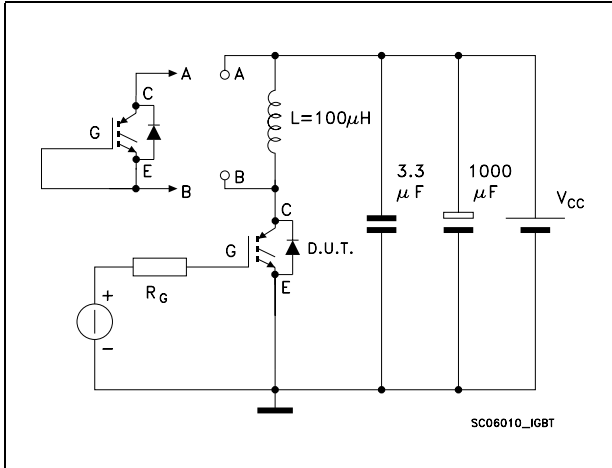 A
A
C
G
L=100μH
E
B
B
3.3
μF
1000
μF
VCC
C
G
D.U.T.
E
RG
+
−
SC06010_IGBT